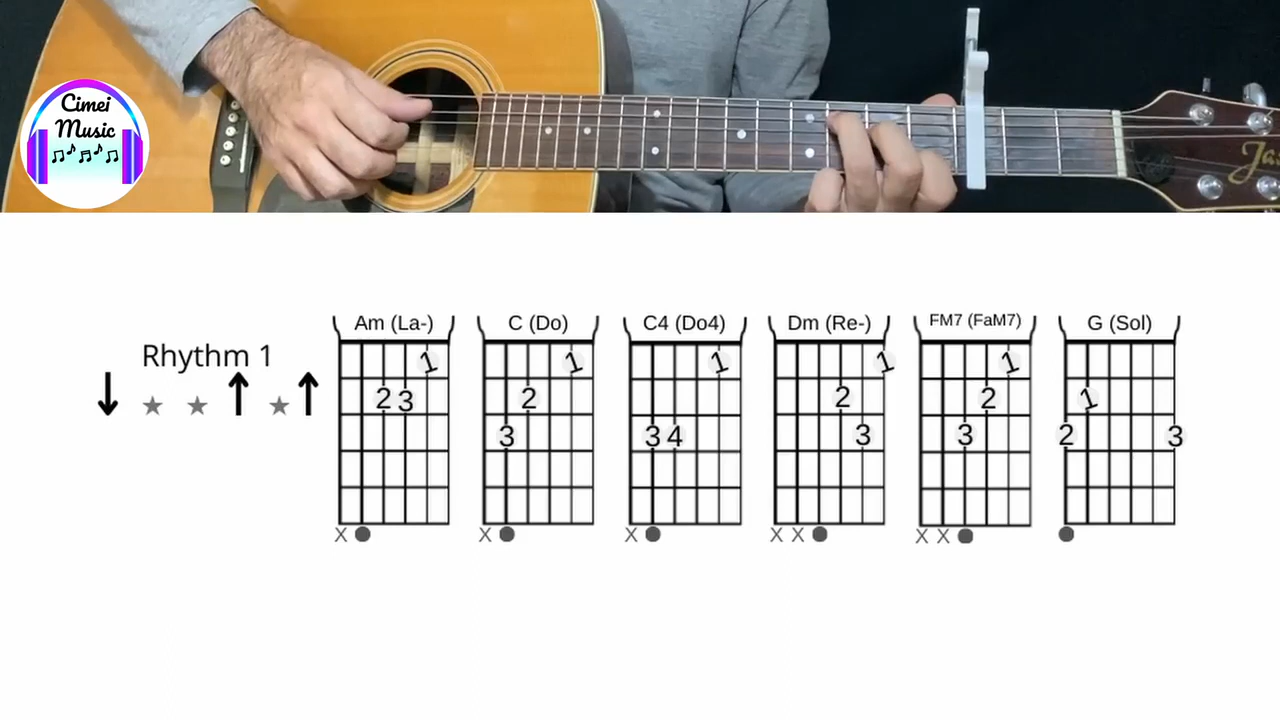 Cimei
Music
Ja
Rhythm 1
Am (La-)
C (Do)
C4 (Do4)
Dm (Re-)
FM7 (FaM7)
G (Sol)
1
2 3
1
2
3
1
3 4
1
2
3
1
2
3
1
2 3
X
X
X
X X
X X